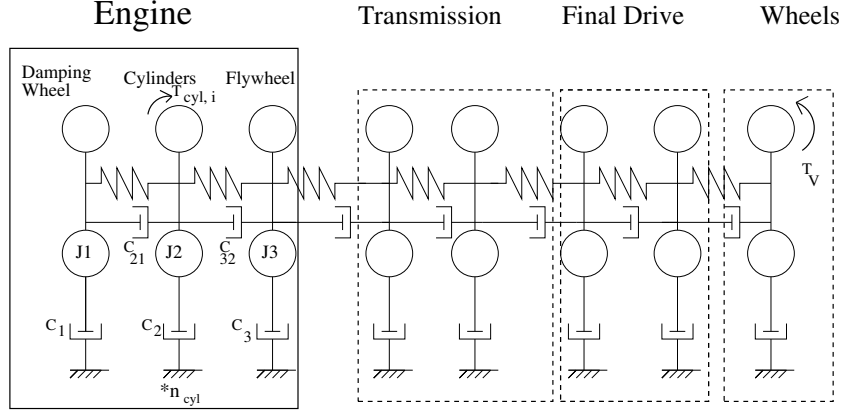 Engine
Transmission
Final Drive
Wheels
Damping
Wheel
Cylinders
Flywheel
T cyl, i
T V
C 21
C 32
J1
J2
J3
C 1
C 2
C 3
*n cyl